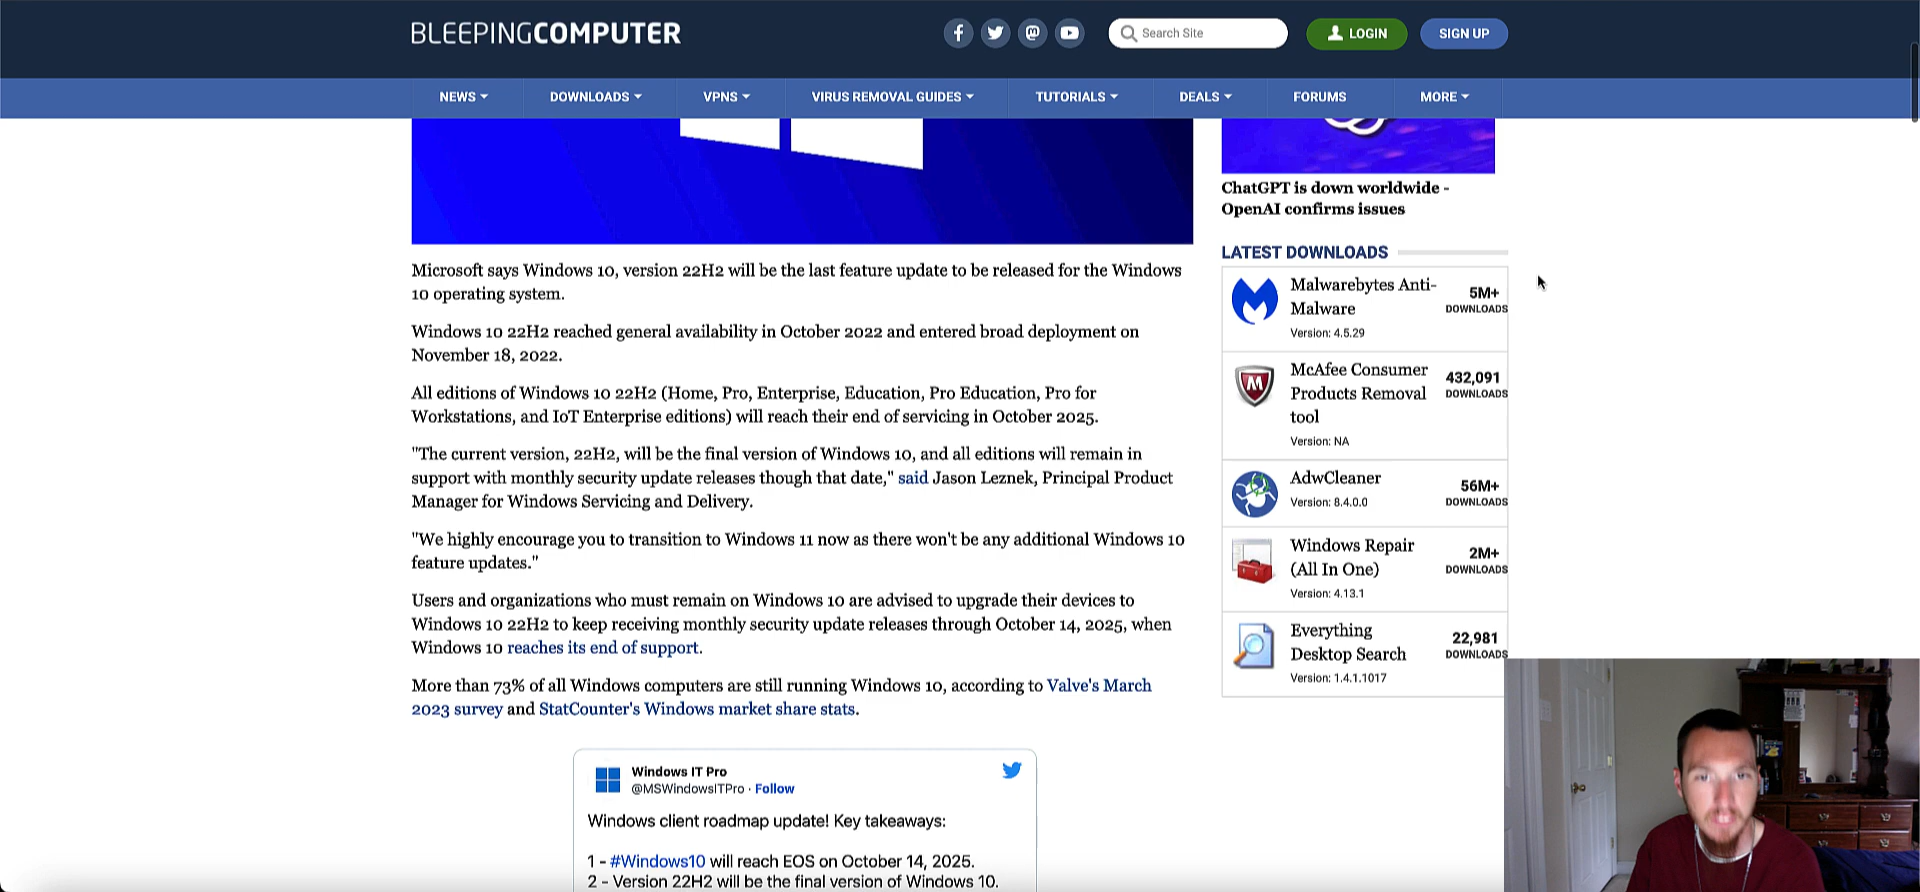 BLEEPINGCOMPUTER
Search Site
LOGIN
SIGN UP
NEWS
DOWNLOADS
VPNS
VIRUS REMOVAL GUIDES
TUTORIALS
DEALS
FORUMS
MORE
Microsoft says Windows 10, version 22H2 will be the last feature update to be released for the Windows
10 operating system.
Windows 10 22H2 reached general availability in October 2022 and entered broad deployment on
November 18, 2022.
All editions of Windows 10 22H2 (Home, Pro, Enterprise, Education, Pro Education, Pro for
Workstations, and IoT Enterprise editions) will reach their end of servicing in October 2025.
"The current version, 22H2, will be the final version of Windows 10, and all editions will remain in
support with monthly security update releases though that date," said Jason Leznek, Principal Product
Manager for Windows Servicing and Delivery.
"We highly encourage you to transition to Windows 11 now as there won't be any additional Windows 10
feature updates."
Users and organizations who must remain on Windows 10 are advised to upgrade their devices to
Windows 10 22H2 to keep receiving monthly security update releases through October 14, 2025, when
Windows 10 reaches its end of support.
More than 73% of all Windows computers are still running Windows 10, according to Valve's March
2023 survey and StatCounter's Windows market share stats.
Windows IT Pro
@MSWindowsITPro · Follow
Windows client roadmap update! Key takeaways:
1 - #Windows10 will reach EOS on October 14, 2025.
2 - Version 22H2 will be the final version of Windows 10.
ChatGPT is down worldwide -
OpenAI confirms issues
LATEST DOWNLOADS
Malwarebytes Anti-
Malware
Version: 4.5.29
5M+
DOWNLOADS
McAfee Consumer
Products Removal
tool
Version: NA
432,091
DOWNLOADS
AdwCleaner
Version: 8.4.0.0
56M+
DOWNLOADS
Windows Repair
(All In One)
Version: 4.13.1
2M+
DOWNLOADS
Everything
Desktop Search
Version: 1.4.1.1017
22,981
DOWNLOADS